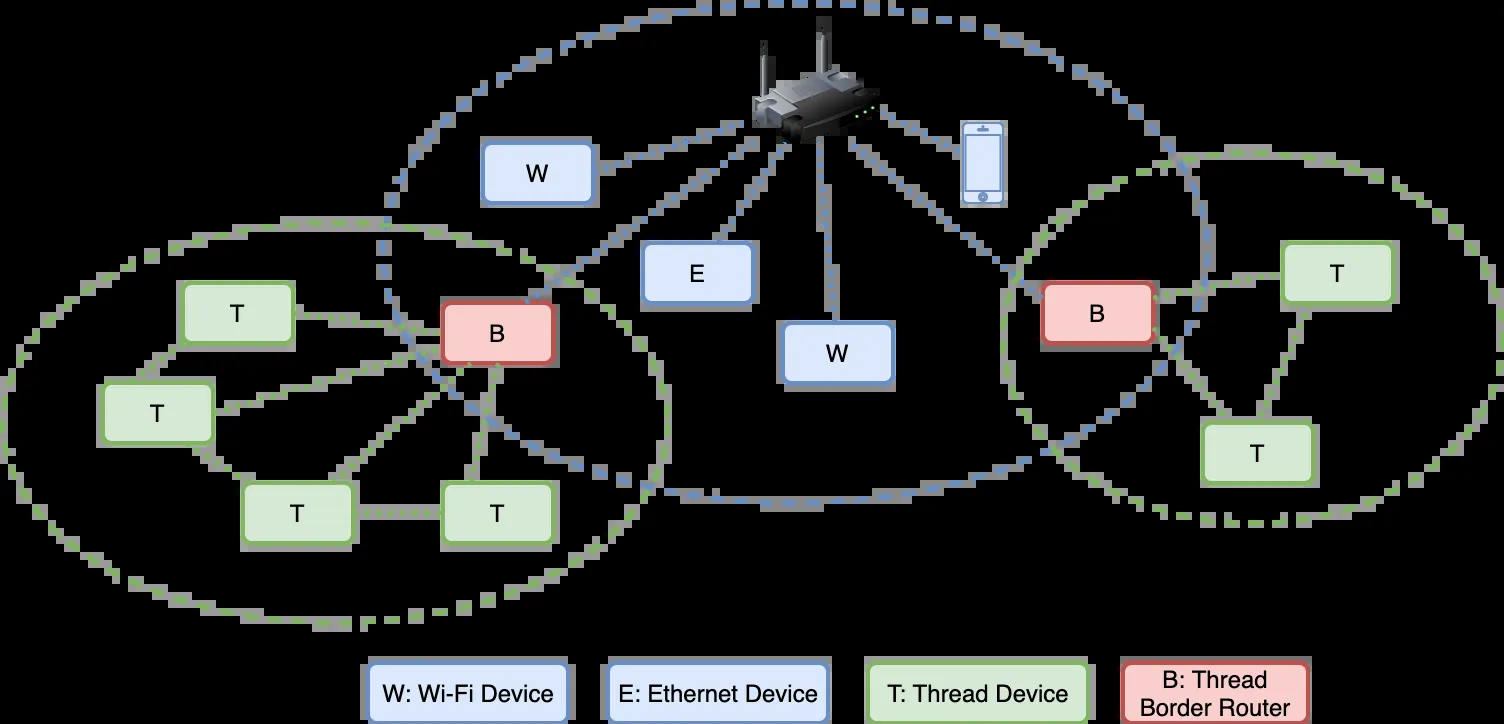 W
E
T
T
B
B
T
W
T
T
T
T
W: Wi-Fi Device
E: Ethernet Device
T: Thread Device
B: Thread
Border Router